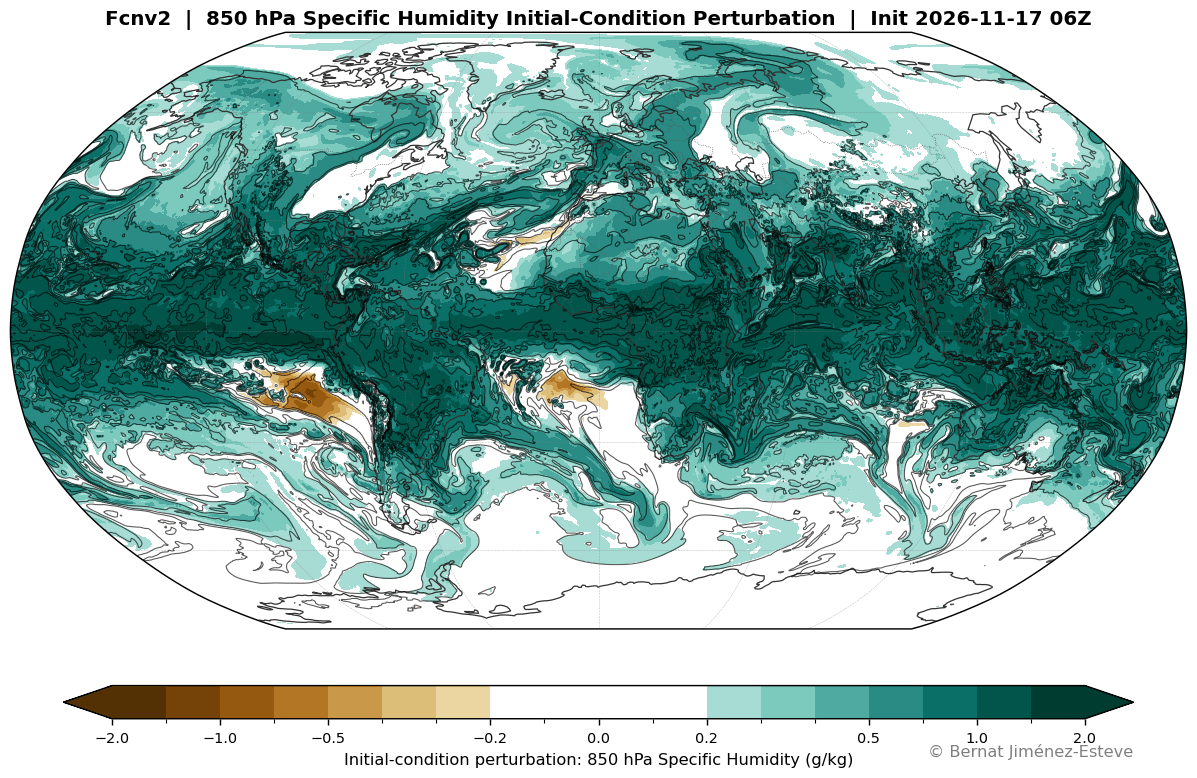 Fcnv2 | 850 hPa Specific Humidity Initial-Condition Perturbation | Init 2026-11-17 06Z
−2.0 −1.0 −0.5 −0.2 0.0 0.2 0.5 1.0 2.0
Initial-condition perturbation: 850 hPa Specific Humidity (g/kg)
© Bernat Jiménez-Esteve